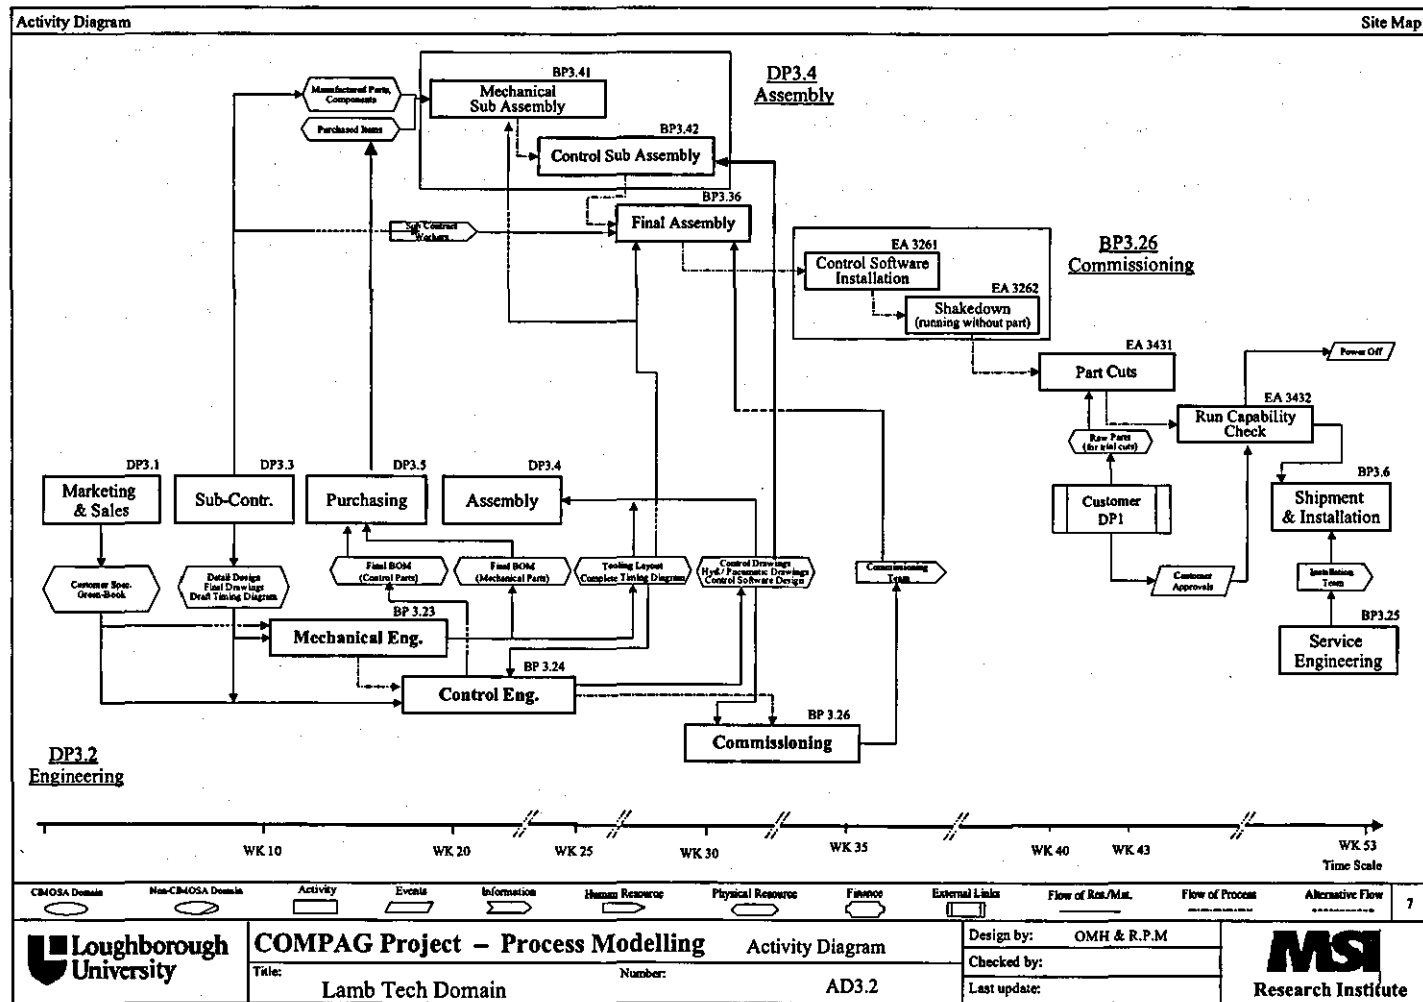 Activity Diagram
Site Map
BP3.41
Mechanical
Sub Assembly
DP3.4
Assembly
Manufactured Parts,
Components
Purchased Items
BP3.42
Control Sub Assembly
BP3.36
Final Assembly
Sub Contract
Workers
EA 3261
Control Software
Installation
BP3.26
Commissioning
EA 3262
Shakedown
(running without part)
EA 3431
Part Cuts
Power Off
EA 3432
Run Capability
Check
Raw Parts
(for trial cuts)
DP3.1
Marketing
& Sales
DP3.3
Sub-Contr.
DP3.5
Purchasing
DP3.4
Assembly
Customer
DP1
BP3.6
Shipment
& Installation
Customer Spec.
Green-Book
Detail Design
Final Drawings
Draft Timing Diagram
Final BOM
(Control Parts)
Final BOM
(Mechanical Parts)
Tooling Layout
Complete Timing Diagram
Control Drawings
Hyd./ Pneumatic Drawings
Control Software Design
Commissioning
Team
Customer
Approvals
Installation
Team
BP 3.23
Mechanical Eng.
BP3.25
Service
Engineering
BP 3.24
Control Eng.
BP 3.26
Commissioning
DP3.2
Engineering
WK 10
WK 20
WK 25
WK 30
WK 35
WK 40
WK 43
WK 53
Time Scale
CIMOSA Domain
Non-CIMOSA Domain
Activity
Events
Information
Human Resource
Physical Resource
Finance
External Links
Flow of Res./Mat.
Flow of Process
Alternative Flow
7
Loughborough
University
COMPAG Project – Process Modelling
Activity Diagram
Title:
Lamb Tech Domain
Number:
AD3.2
Design by: OMH & R.P.M
Checked by:
Last update:
MSI
Research Institute